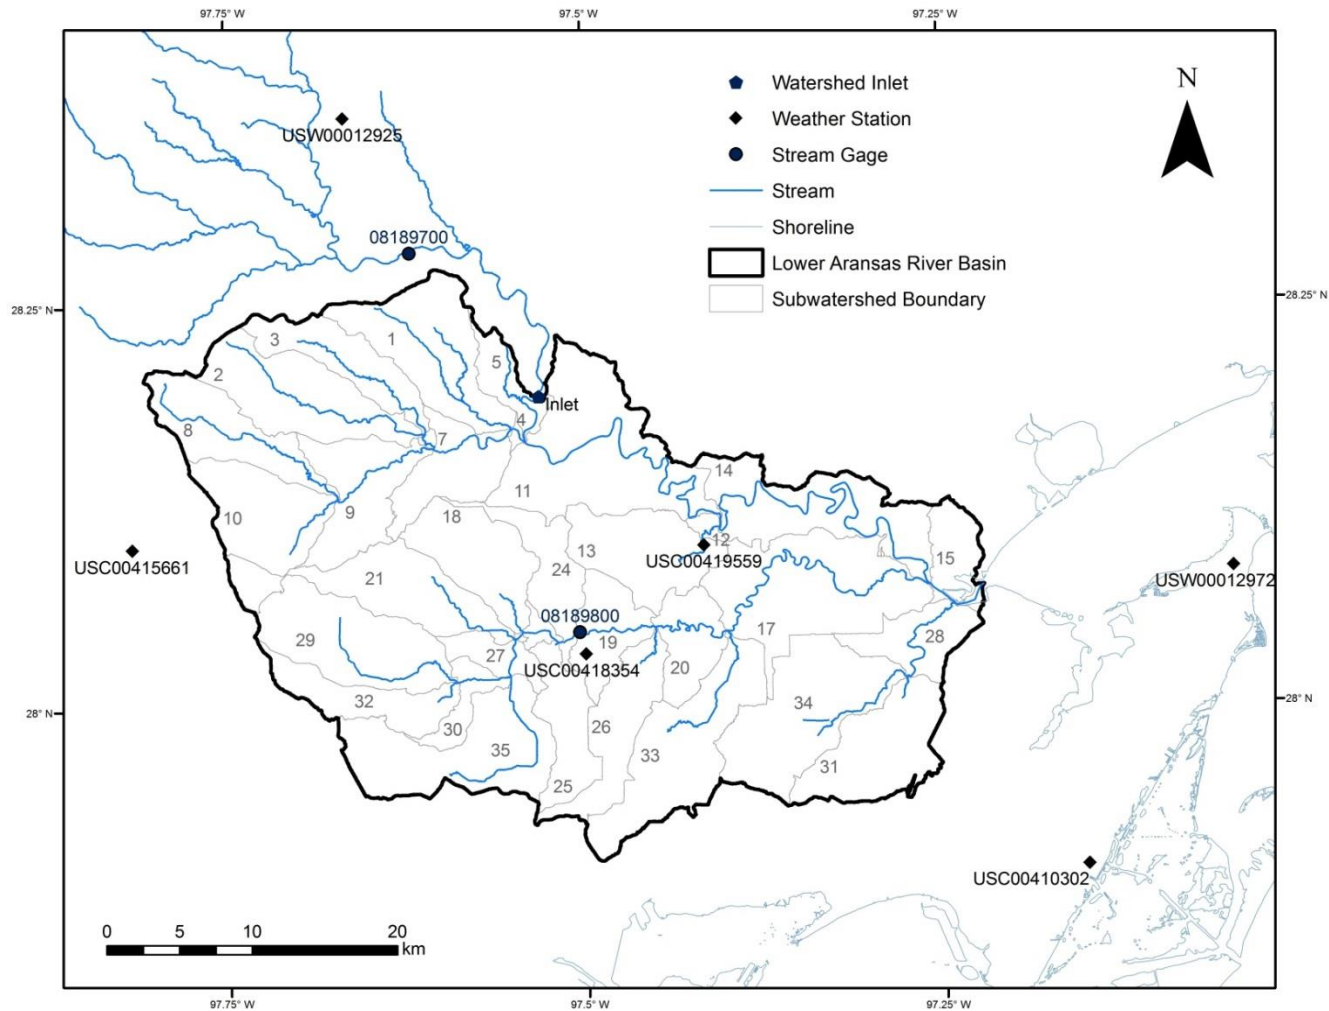 97.75° W
97.5° W
97.25° W
N
Watershed Inlet
Weather Station
Stream Gage
Stream
Shoreline
Lower Aransas River Basin
Subwatershed Boundary
USW00012925
08189700
28.25° N
28.25° N
3
1
5
2
Inlet
4
8
7
14
11
10
9
18
12
13
15
USC00415661
USC00419559
24
21
USW00012972
08189800
17
29
19
28
27
USC00418354
20
32
34
28° N
28° N
30
26
35
33
31
25
USC00410302
0
5
10
20
km
97.75° W
97.5° W
97.25° W